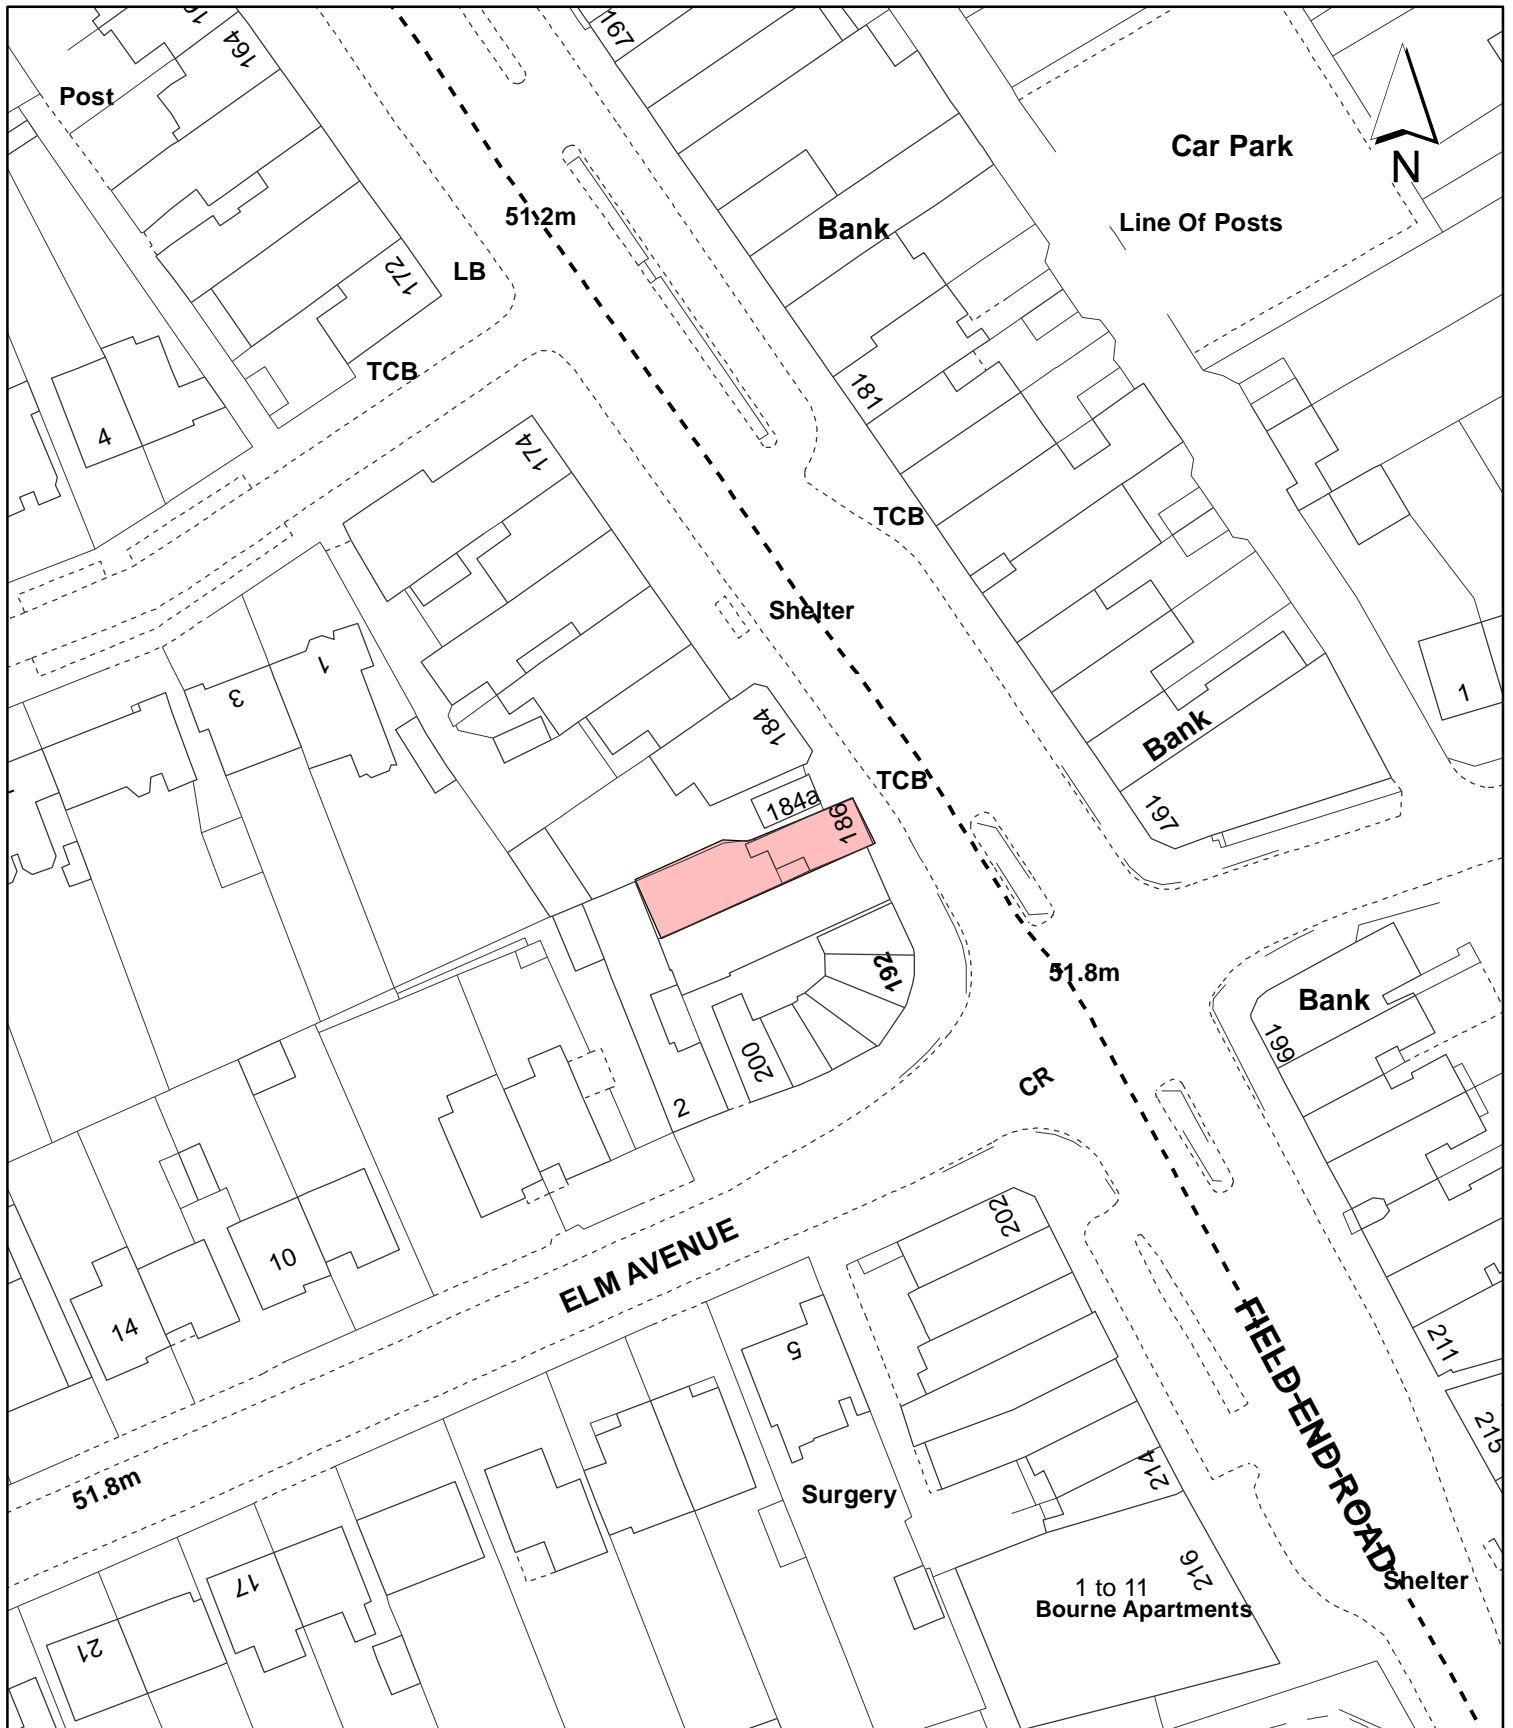 167
164
Post
Car Park
N
51.2m
Line Of Posts
Bank
LB
172
TCB
181
4
174
TCB
Shelter
1
3
1
184
Bank
TCB
184a
186
197
192
51.8m
Bank
199
200
CR
2
202
ELM AVENUE
10
14
5
FIELD END ROAD
211
215
214
51.8m
Surgery
216
Shelter
1 to 11
Bourne Apartments
17
21